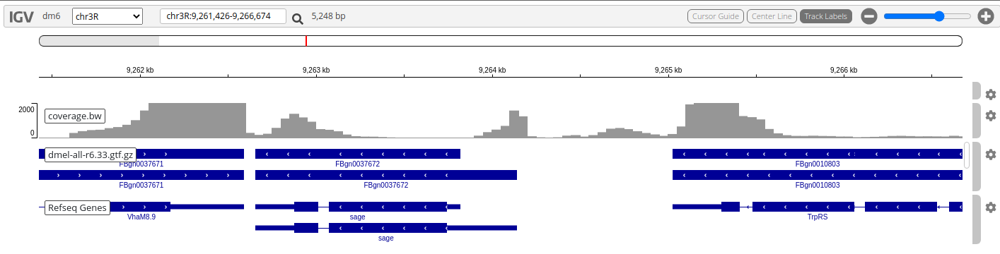 IGV dm6 chr3R chr3R:9,261,426-9,266,674 5,248 bp Cursor Guide Center Line Track Labels
9,262 kb 9,263 kb 9,264 kb 9,265 kb 9,266 kb
2000
coverage.bw
0
dmel-all-r6.33.gtf.gz
FBgn0037671 FBgn0037672 FBgn0010803
FBgn0037671 FBgn0037672 FBgn0010803
Refseq Genes
VhaM8.9 sage TrpRS
sage